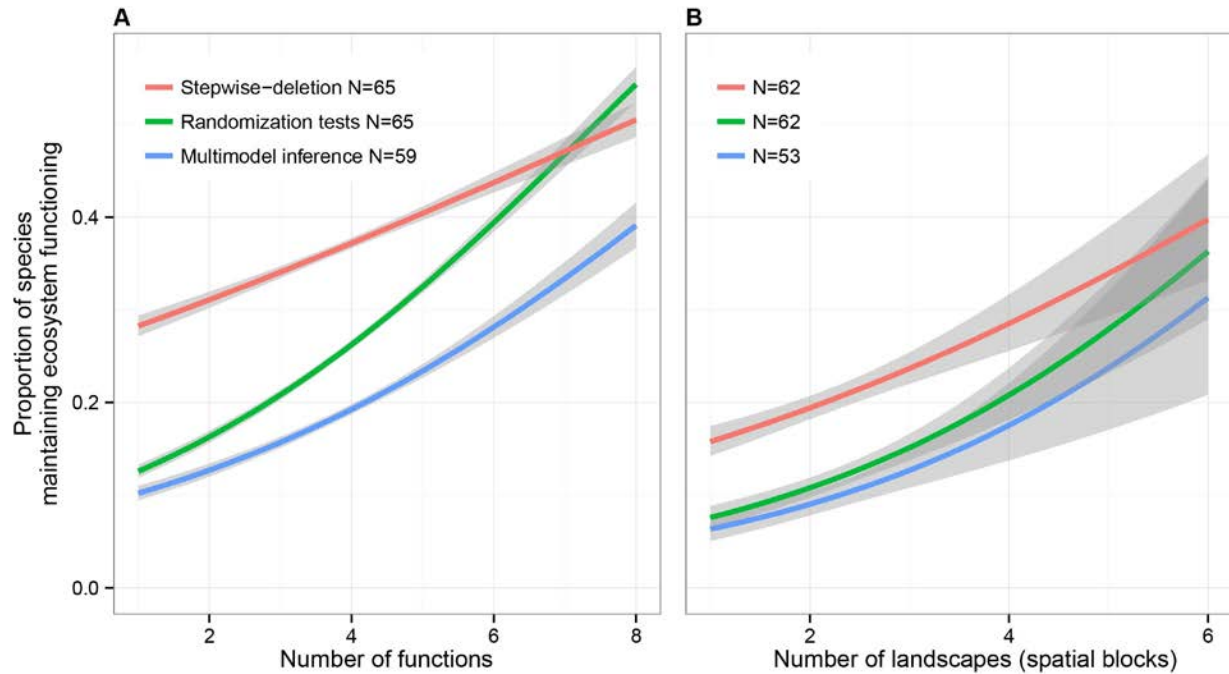 A
B
Stepwise−deletion N=65
Randomization tests N=65
Multimodel inference N=59
N=62
N=62
N=53
Proportion of species
maintaining ecosystem functioning
0.4
0.2
0.0
2 4 6 8
2 4 6
Number of functions
Number of landscapes (spatial blocks)